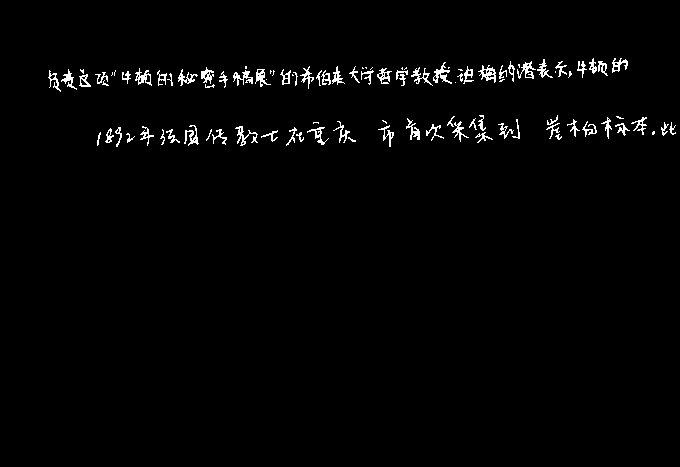 负责这项“牛顿的秘密手稿展”的希伯来大学哲学教授班梅纳潜表示，牛顿的
1892年法国传教士在重庆 市首次采集到 崖柏标本，此